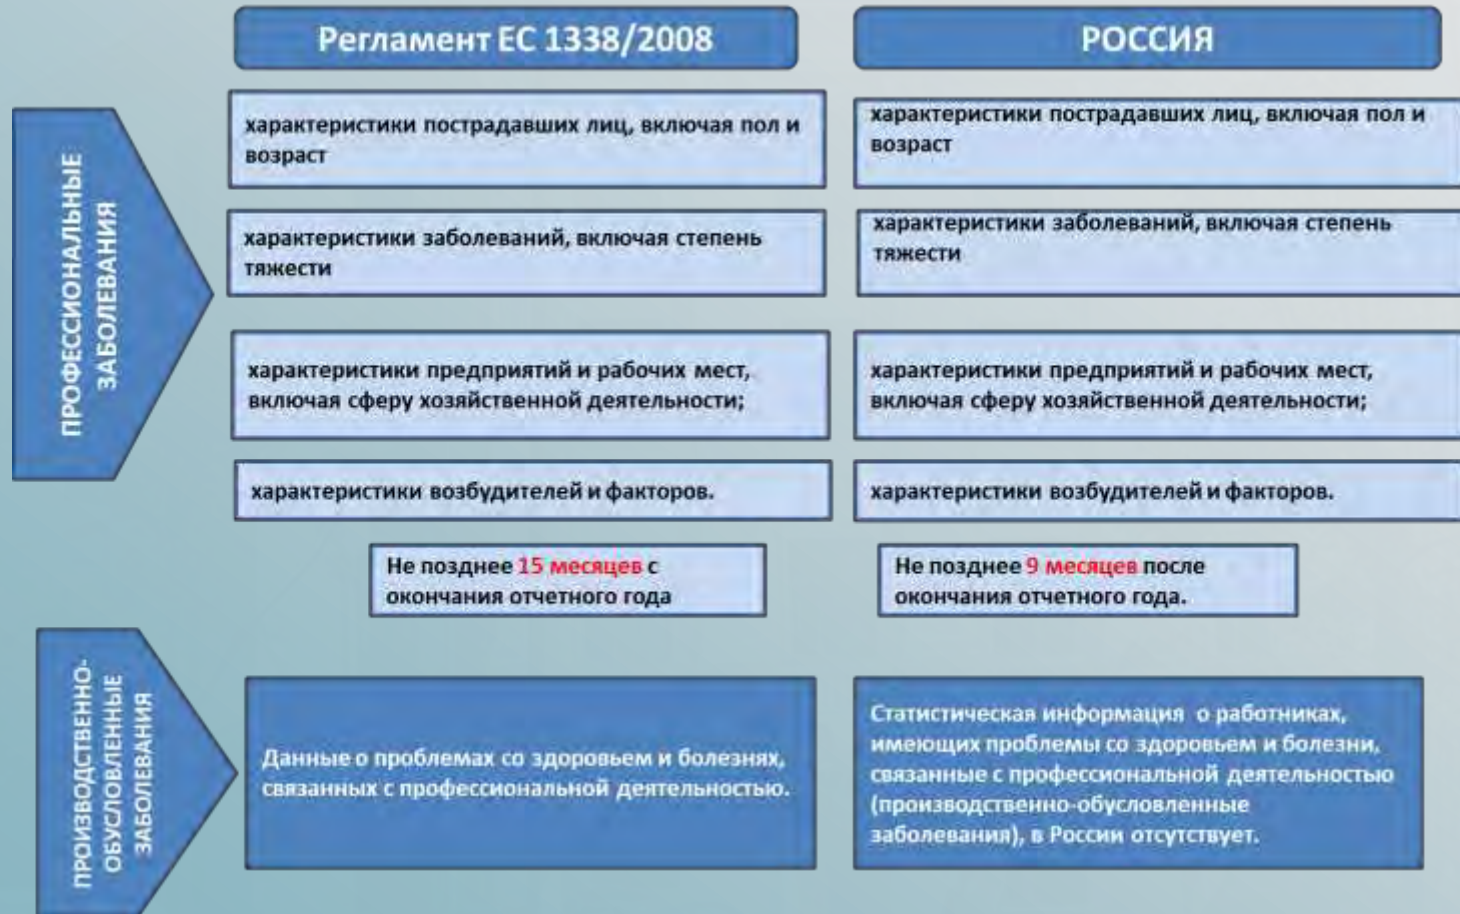 Регламент ЕС 1338/2008
РОССИЯ
ПРОФЕССИОНАЛЬНЫЕ
ЗАБОЛЕВАНИЯ
характеристики пострадавших лиц, включая пол и
возраст
характеристики пострадавших лиц, включая пол и
возраст
характеристики заболеваний, включая степень
тяжести
характеристики заболеваний, включая степень
тяжести
характеристики предприятий и рабочих мест,
включая сферу хозяйственной деятельности;
характеристики предприятий и рабочих мест,
включая сферу хозяйственной деятельности;
характеристики возбудителей и факторов.
характеристики возбудителей и факторов.
Не позднее 15 месяцев с
окончания отчетного года
Не позднее 9 месяцев после
окончания отчетного года.
ПРОИЗВОДСТВЕННО-
ОБУСЛОВЛЕННЫЕ
ЗАБОЛЕВАНИЯ
Данные о проблемах со здоровьем и болезнях,
связанных с профессиональной деятельностью.
Статистическая информация о работниках,
имеющих проблемы со здоровьем и болезни,
связанные с профессиональной деятельностью
(производственно-обусловленные
заболевания), в России отсутствует.